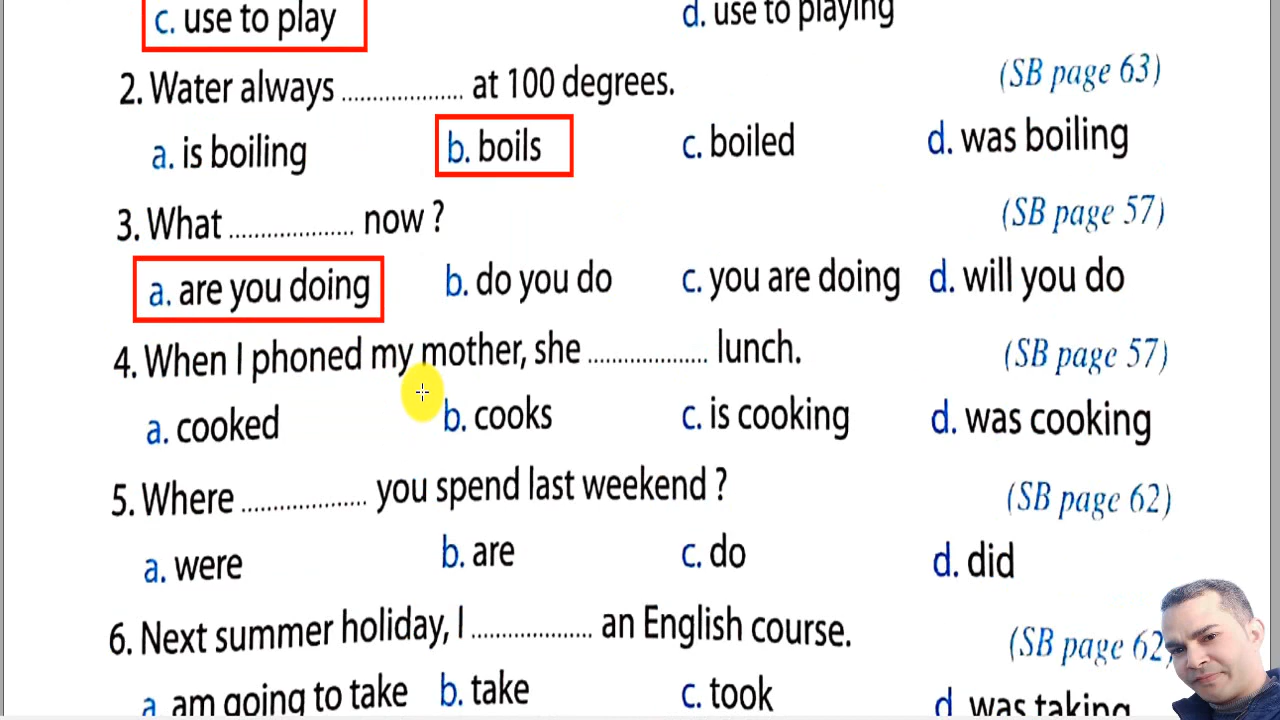 c. use to play d. use to playing
2. Water always .................... at 100 degrees. (SB page 63)
a. is boiling b. boils c. boiled d. was boiling
3. What .................... now ? (SB page 57)
a. are you doing b. do you do c. you are doing d. will you do
4. When I phoned my mother, she .................... lunch. (SB page 57)
a. cooked b. cooks c. is cooking d. was cooking
5. Where .................... you spend last weekend ? (SB page 62)
a. were b. are c. do d. did
6. Next summer holiday, I .................... an English course. (SB page 62
a. am going to take b. take c. took d. was taking